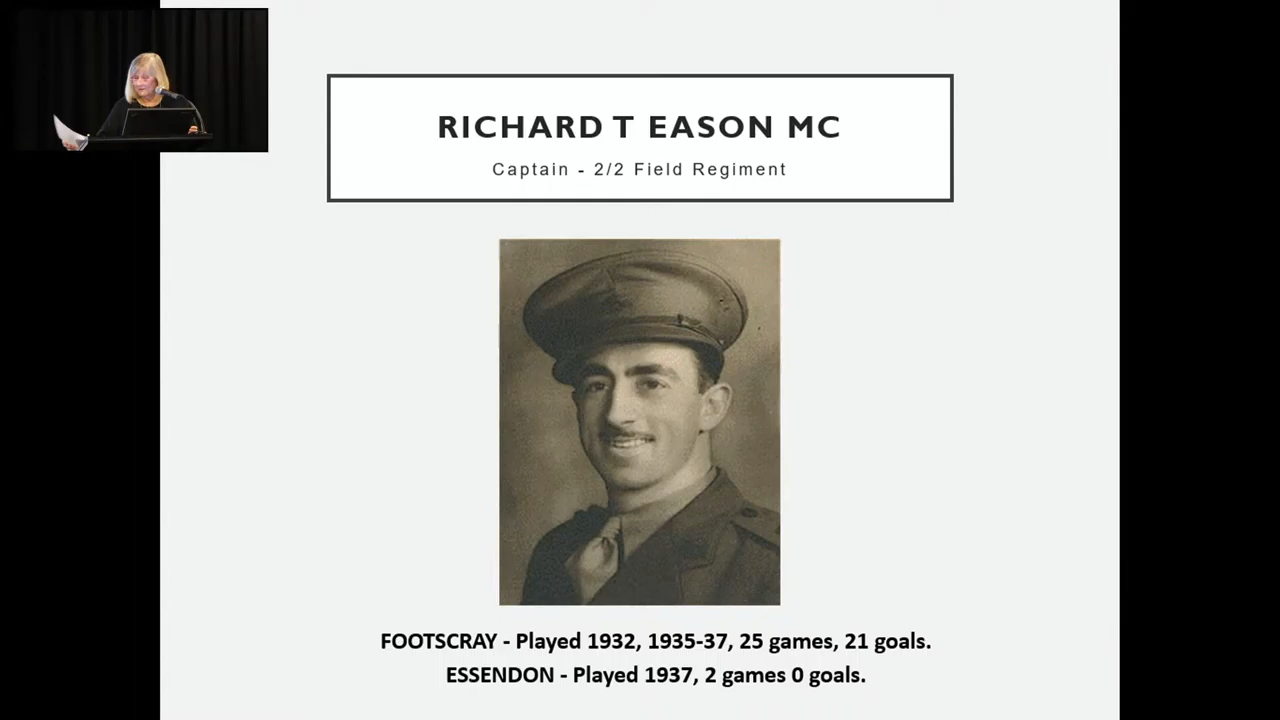 RICHARD T EASON MC
Captain - 2/2 Field Regiment
FOOTSCRAY - Played 1932, 1935-37, 25 games, 21 goals.
ESSENDON - Played 1937, 2 games 0 goals.